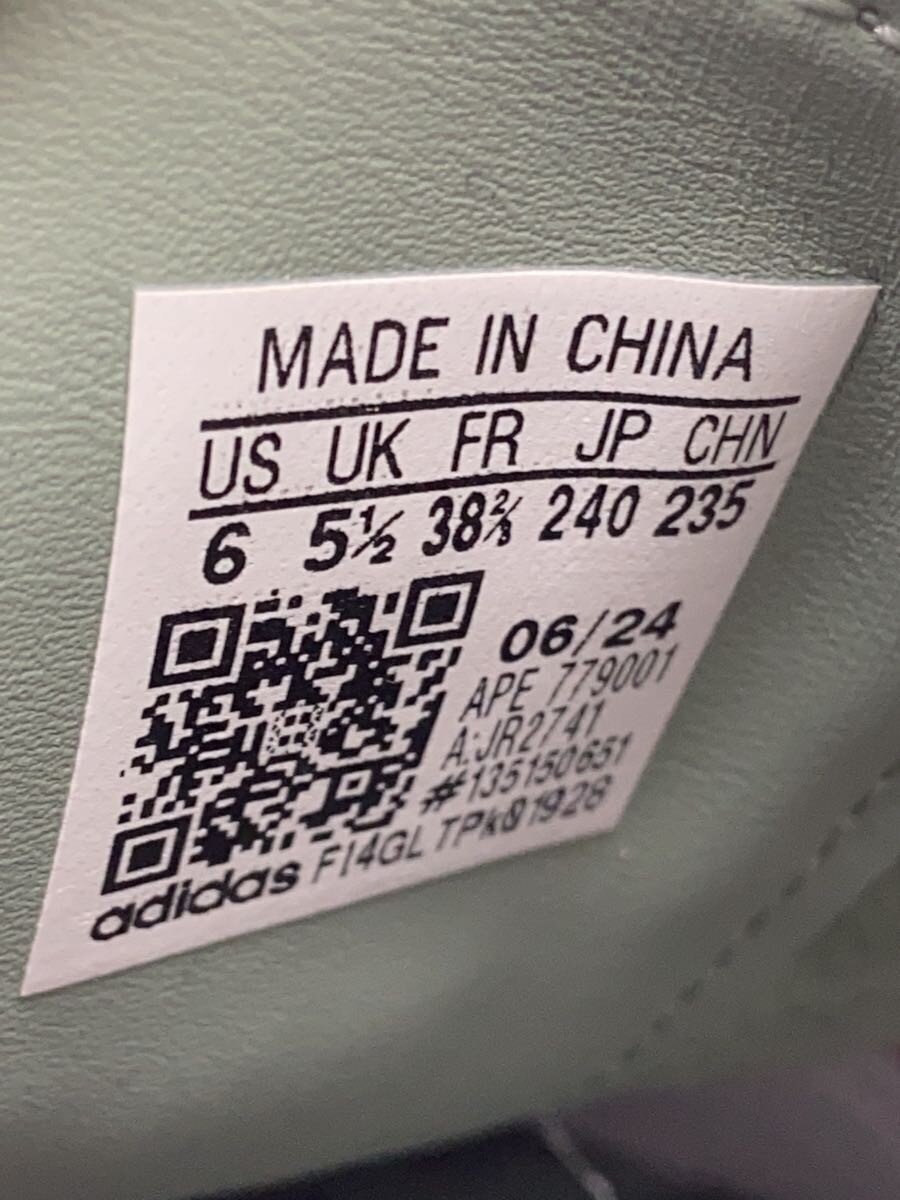 MADE IN CHINA
US UK FR JP CHN
6 5½ 38⅔ 240 235
06/24
APE 779001
A:JR2741
#135150651
adidas FI4GL TPk01928